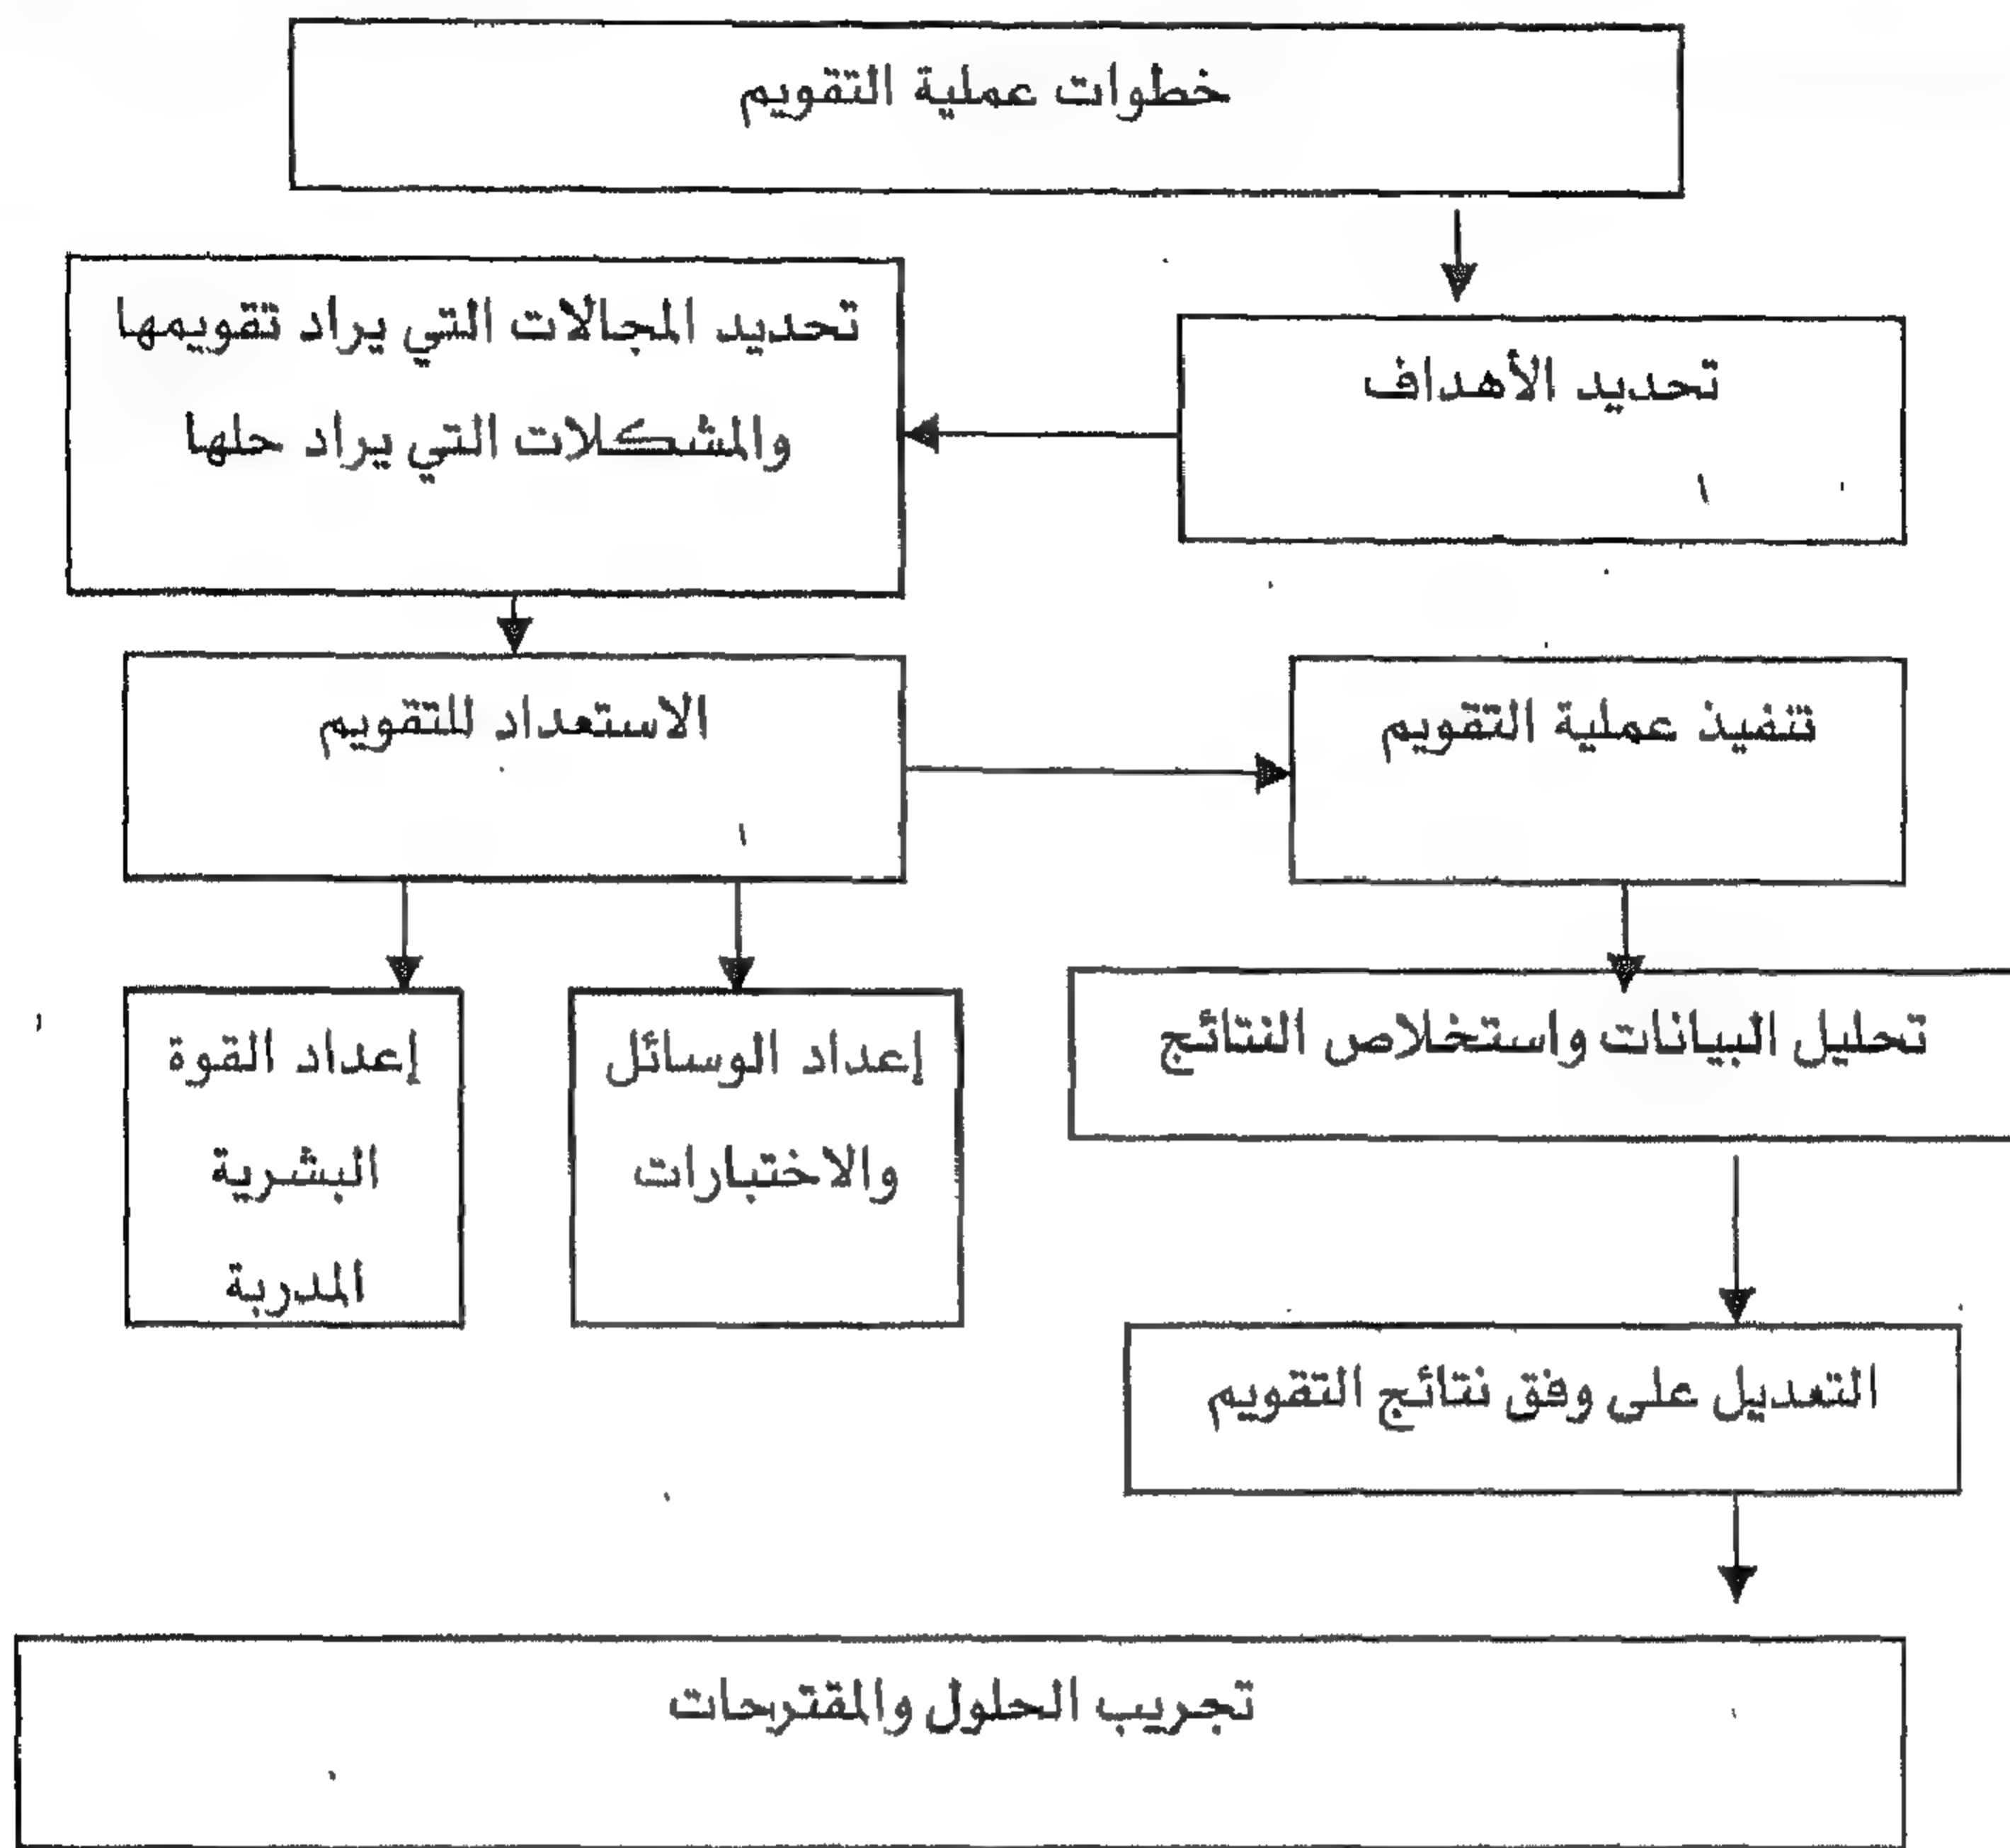 خطوات عملية التقويم
تحديد الأهداف
تحديد المجالات التي يراد تقويمها
والمشكلات التي يراد حلها
الاستعداد للتقويم
تنفيذ عملية التقويم
إعداد الوسائل
والاختبارات
إعداد القوة
البشرية
المدربة
تحليل البيانات واستخلاص النتائج
التعديل على وفق نتائج التقويم
تجريب الحلول والمقترحات